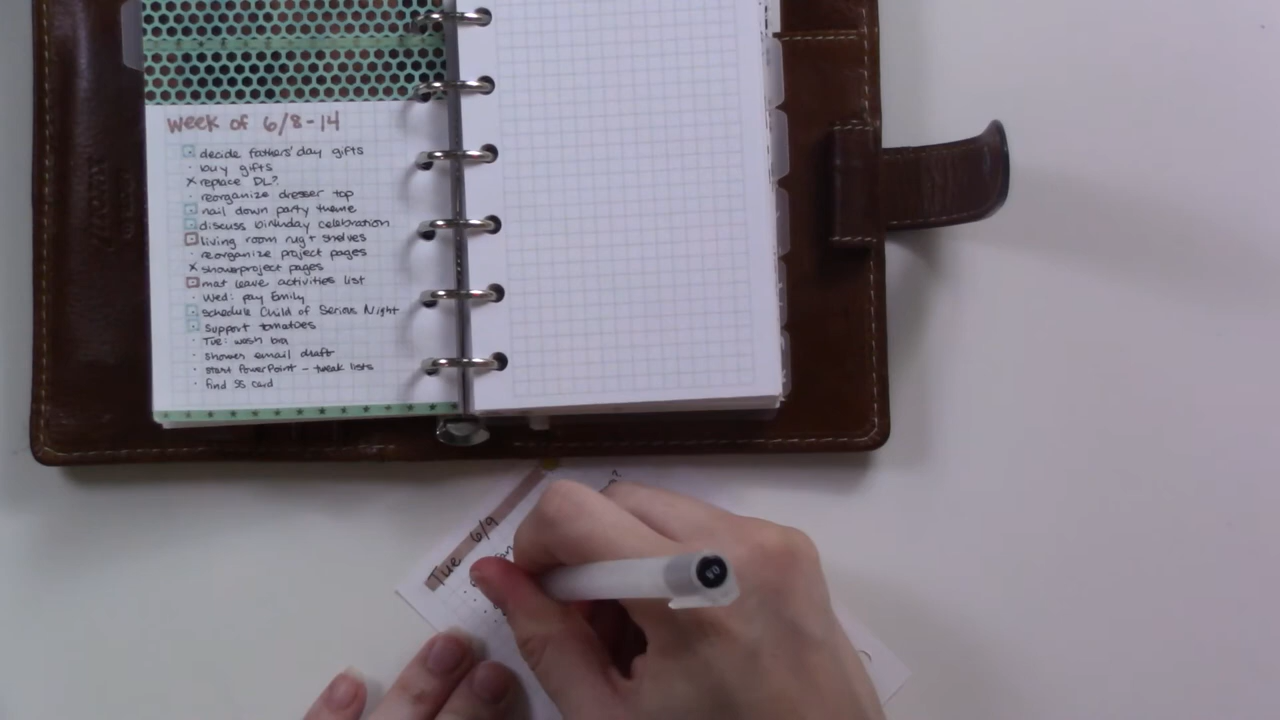 week of 6/8-14
decide fathers' day gifts
· buy gifts
x replace DL?
· reorganize dresser top
nail down party theme
discuss birthday celebration
living room rug + shelves
· reorganize project pages
x shower project pages
mat leave activities list
· Wed: pay Emily
schedule Child of Serious Night
support tomatoes
· Tue: wash bra
· shower email draft
· start PowerPoint - tweak lists
· find SS card
Tue 6/9